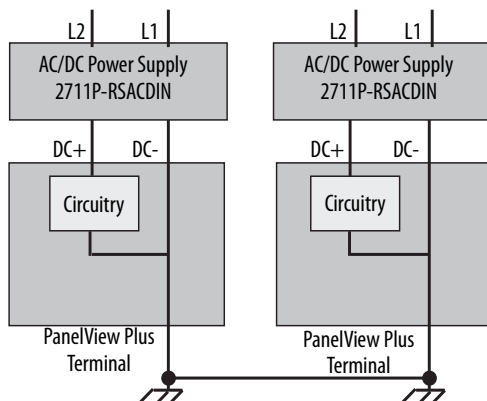 L2 L1
AC/DC Power Supply
2711P-RSACDIN
DC+ DC-
Circuitry
PanelView Plus
Terminal
L2 L1
AC/DC Power Supply
2711P-RSACDIN
DC+ DC-
Circuitry
PanelView Plus
Terminal